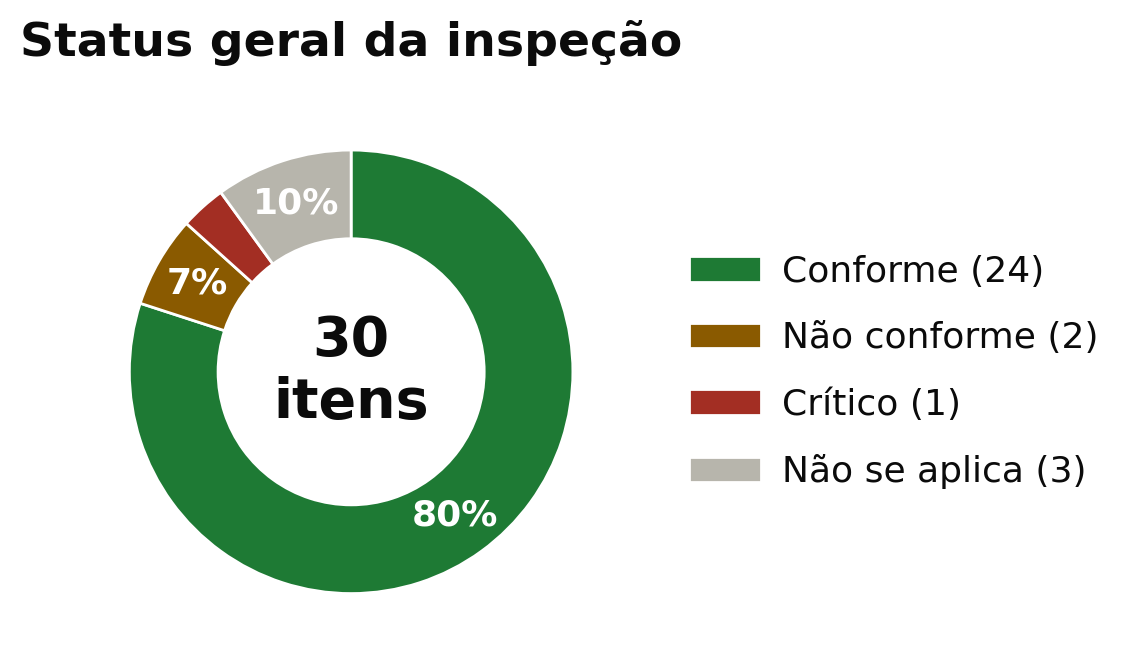 Status geral da inspeção
10%
7%
30
itens
80%
Conforme (24)
Não conforme (2)
Crítico (1)
Não se aplica (3)